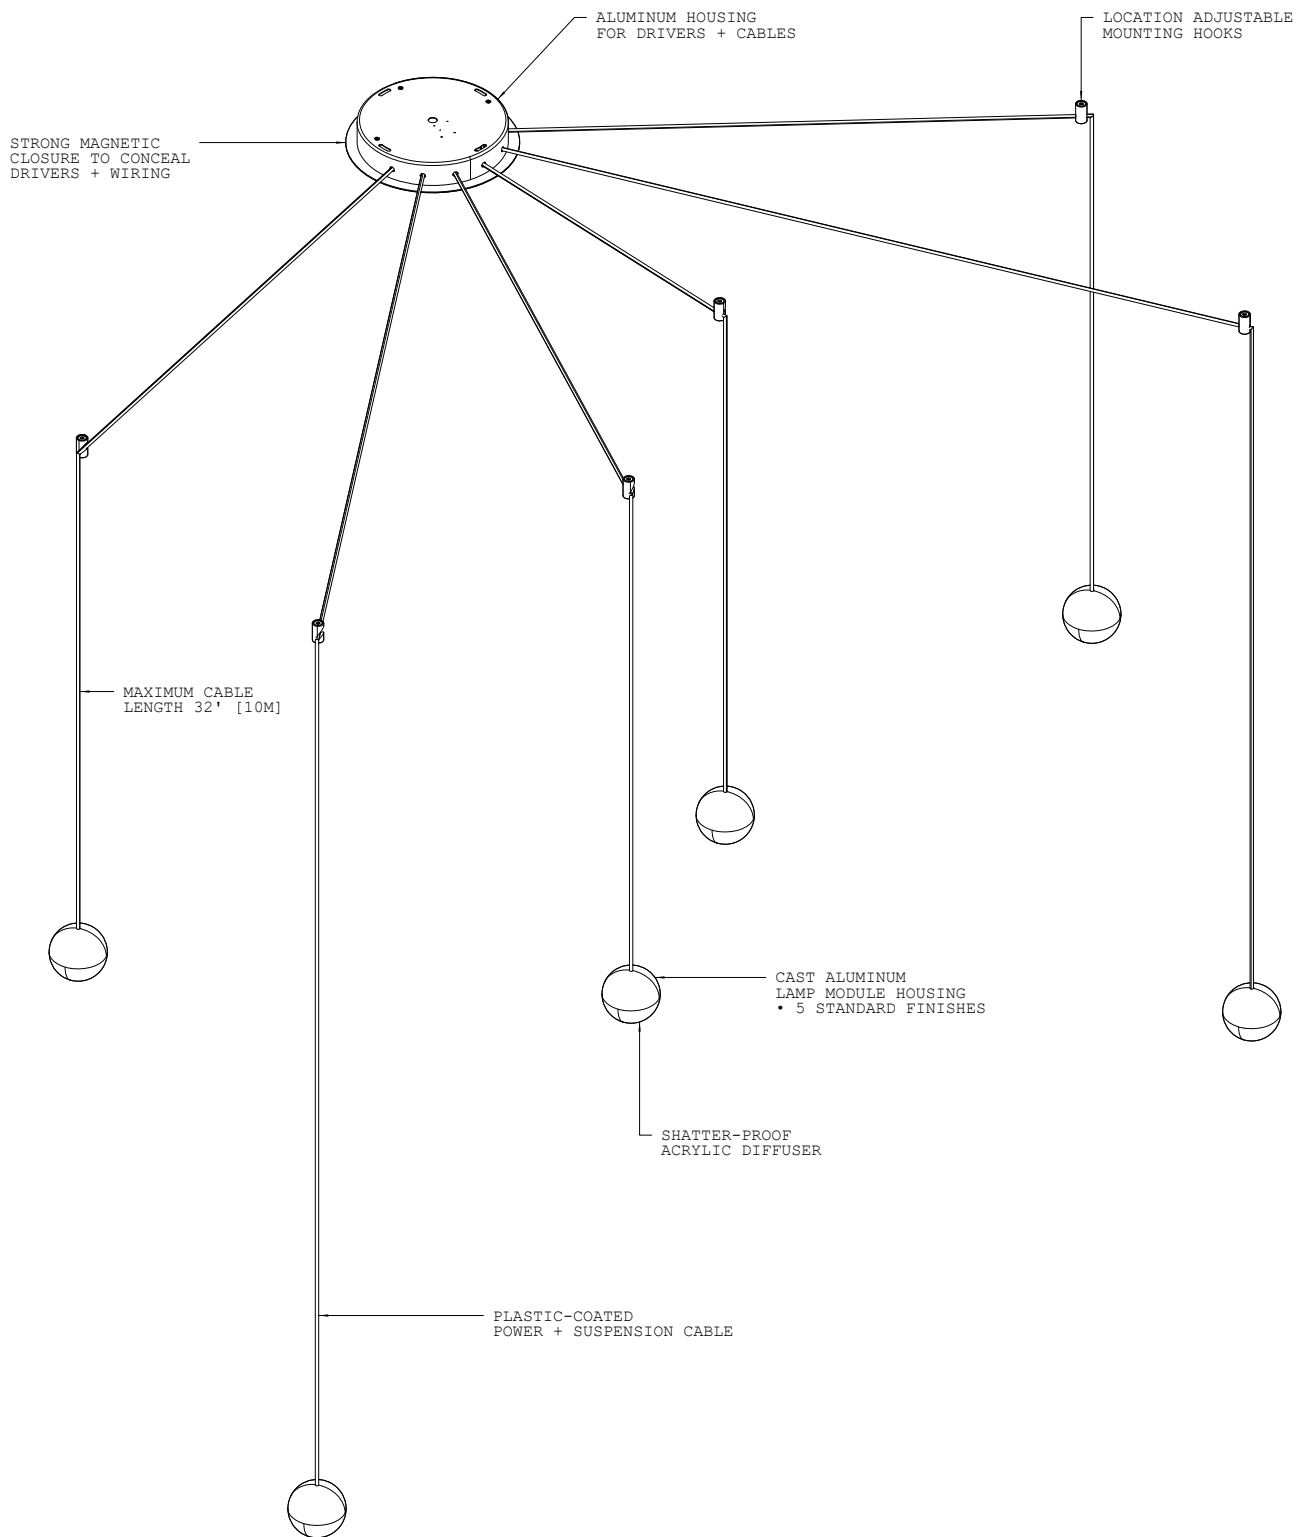 ALUMINUM HOUSING
FOR DRIVERS + CABLES
LOCATION ADJUSTABLE
MOUNTING HOOKS
STRONG MAGNETIC
CLOSURE TO CONCEAL
DRIVERS + WIRING
MAXIMUM CABLE
LENGTH 32' [10M]
CAST ALUMINUM
LAMP MODULE HOUSING
• 5 STANDARD FINISHES
SHATTER-PROOF
ACRYLIC DIFFUSER
PLASTIC-COATED
POWER + SUSPENSION CABLE